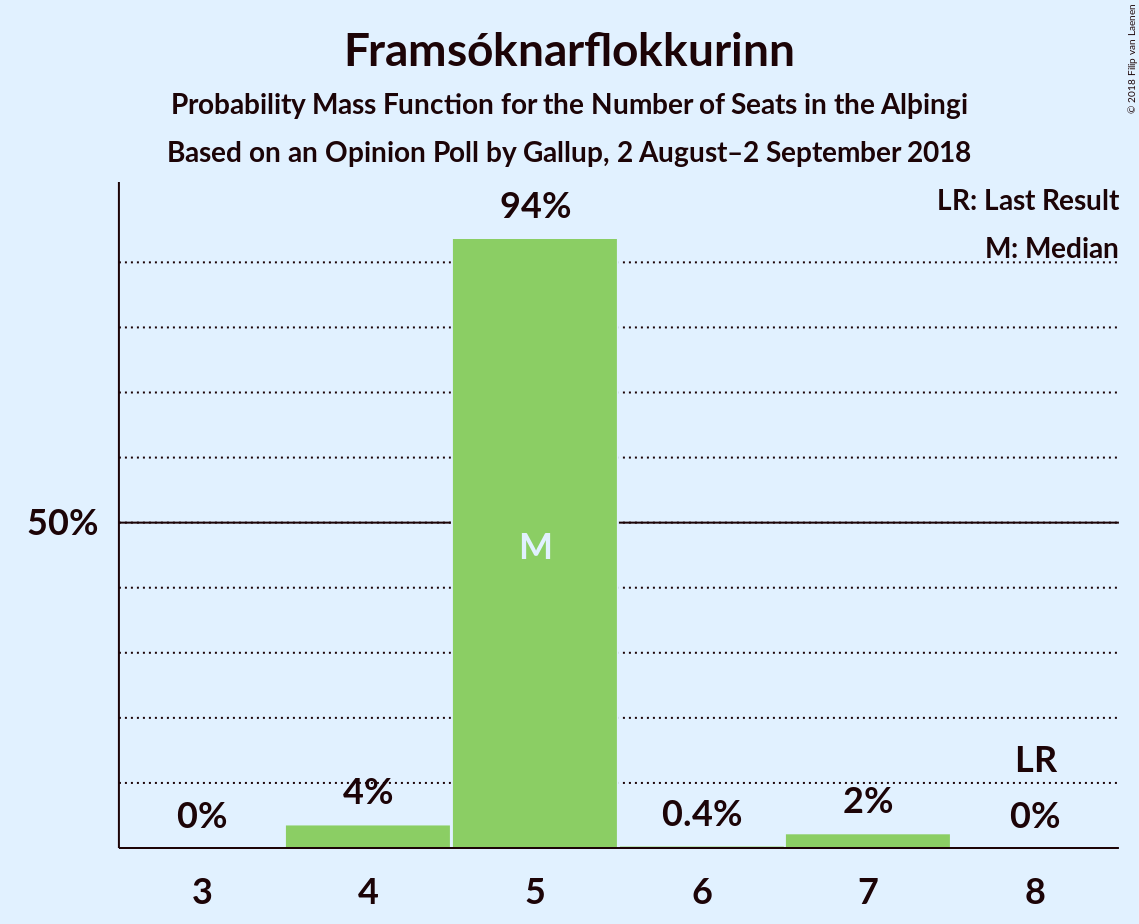 Framsóknarflokkurinn
Probability Mass Function for the Number of Seats in the Alþingi
Based on an Opinion Poll by Gallup, 2 August–2 September 2018
© 2018 Filip van Laenen
LR: Last Result
M: Median
94%
50%
M
LR
0%
4%
0.4%
2%
0%
3
4
5
6
7
8